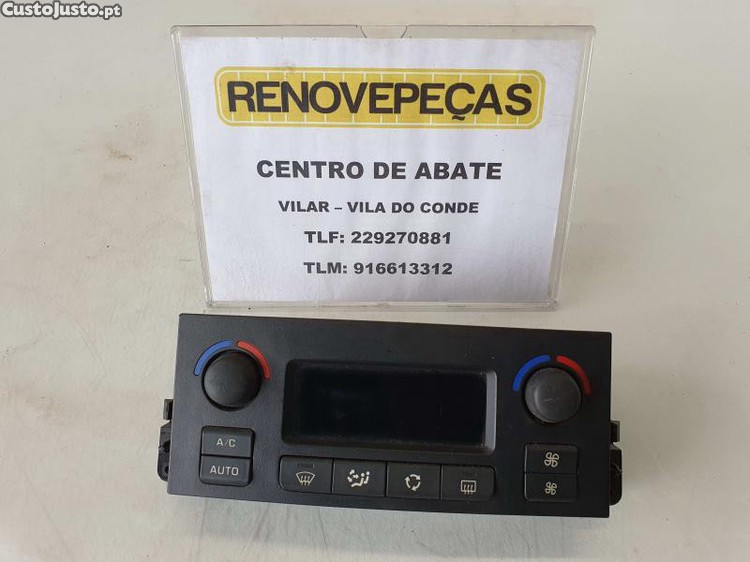 CustoJusto.pt
RENOVEPEÇAS
CENTRO DE ABATE
VILAR – VILA DO CONDE
TLF: 229270881
TLM: 916613312
A/C
AUTO